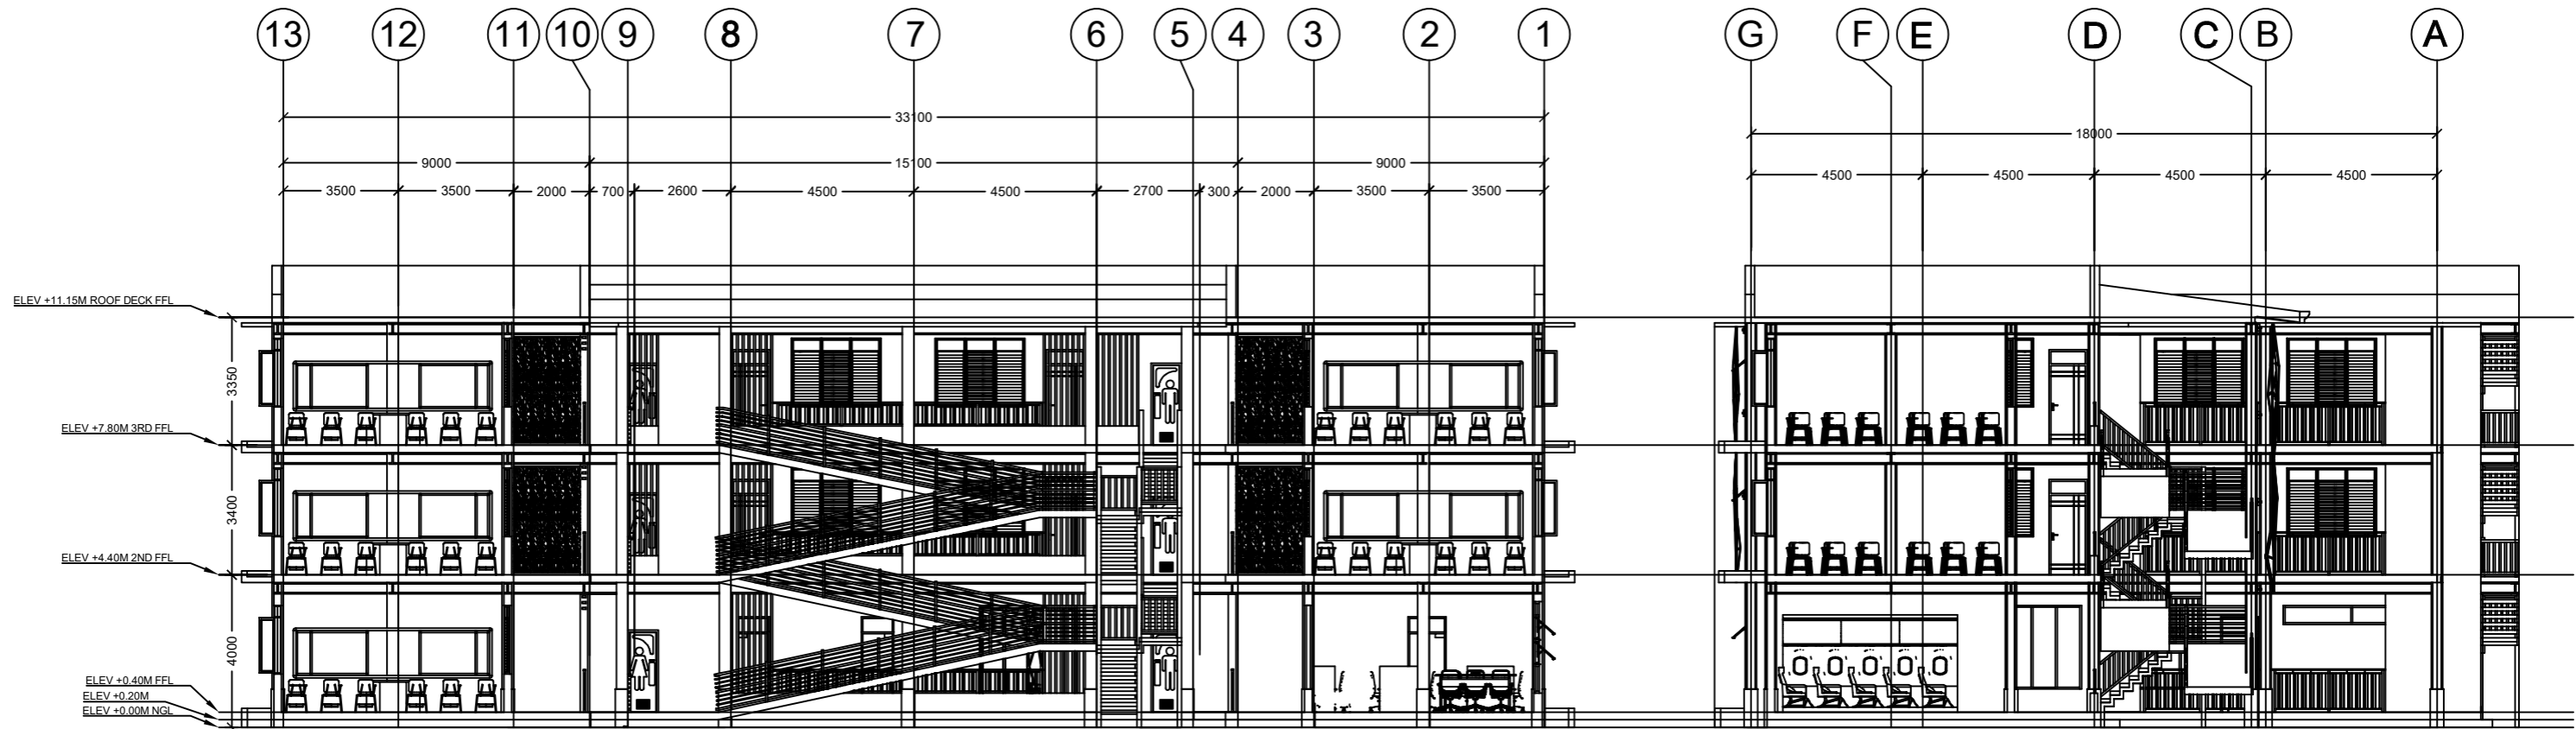 13 12 11 10 9 8 7 6 5 4 3 2 1 G F E D C B A
33100
18000
9000 15100 9000
4500 4500 4500 4500
3500 3500 2000 700 2600 4500 4500 2700 300 2000 3500 3500
ELEV +11.15M ROOF DECK FFL
3350
ELEV +7.80M 3RD FFL
3400
ELEV +4.40M 2ND FFL
4000
ELEV +0.40M FFL
ELEV +0.20M
ELEV +0.00M NGL